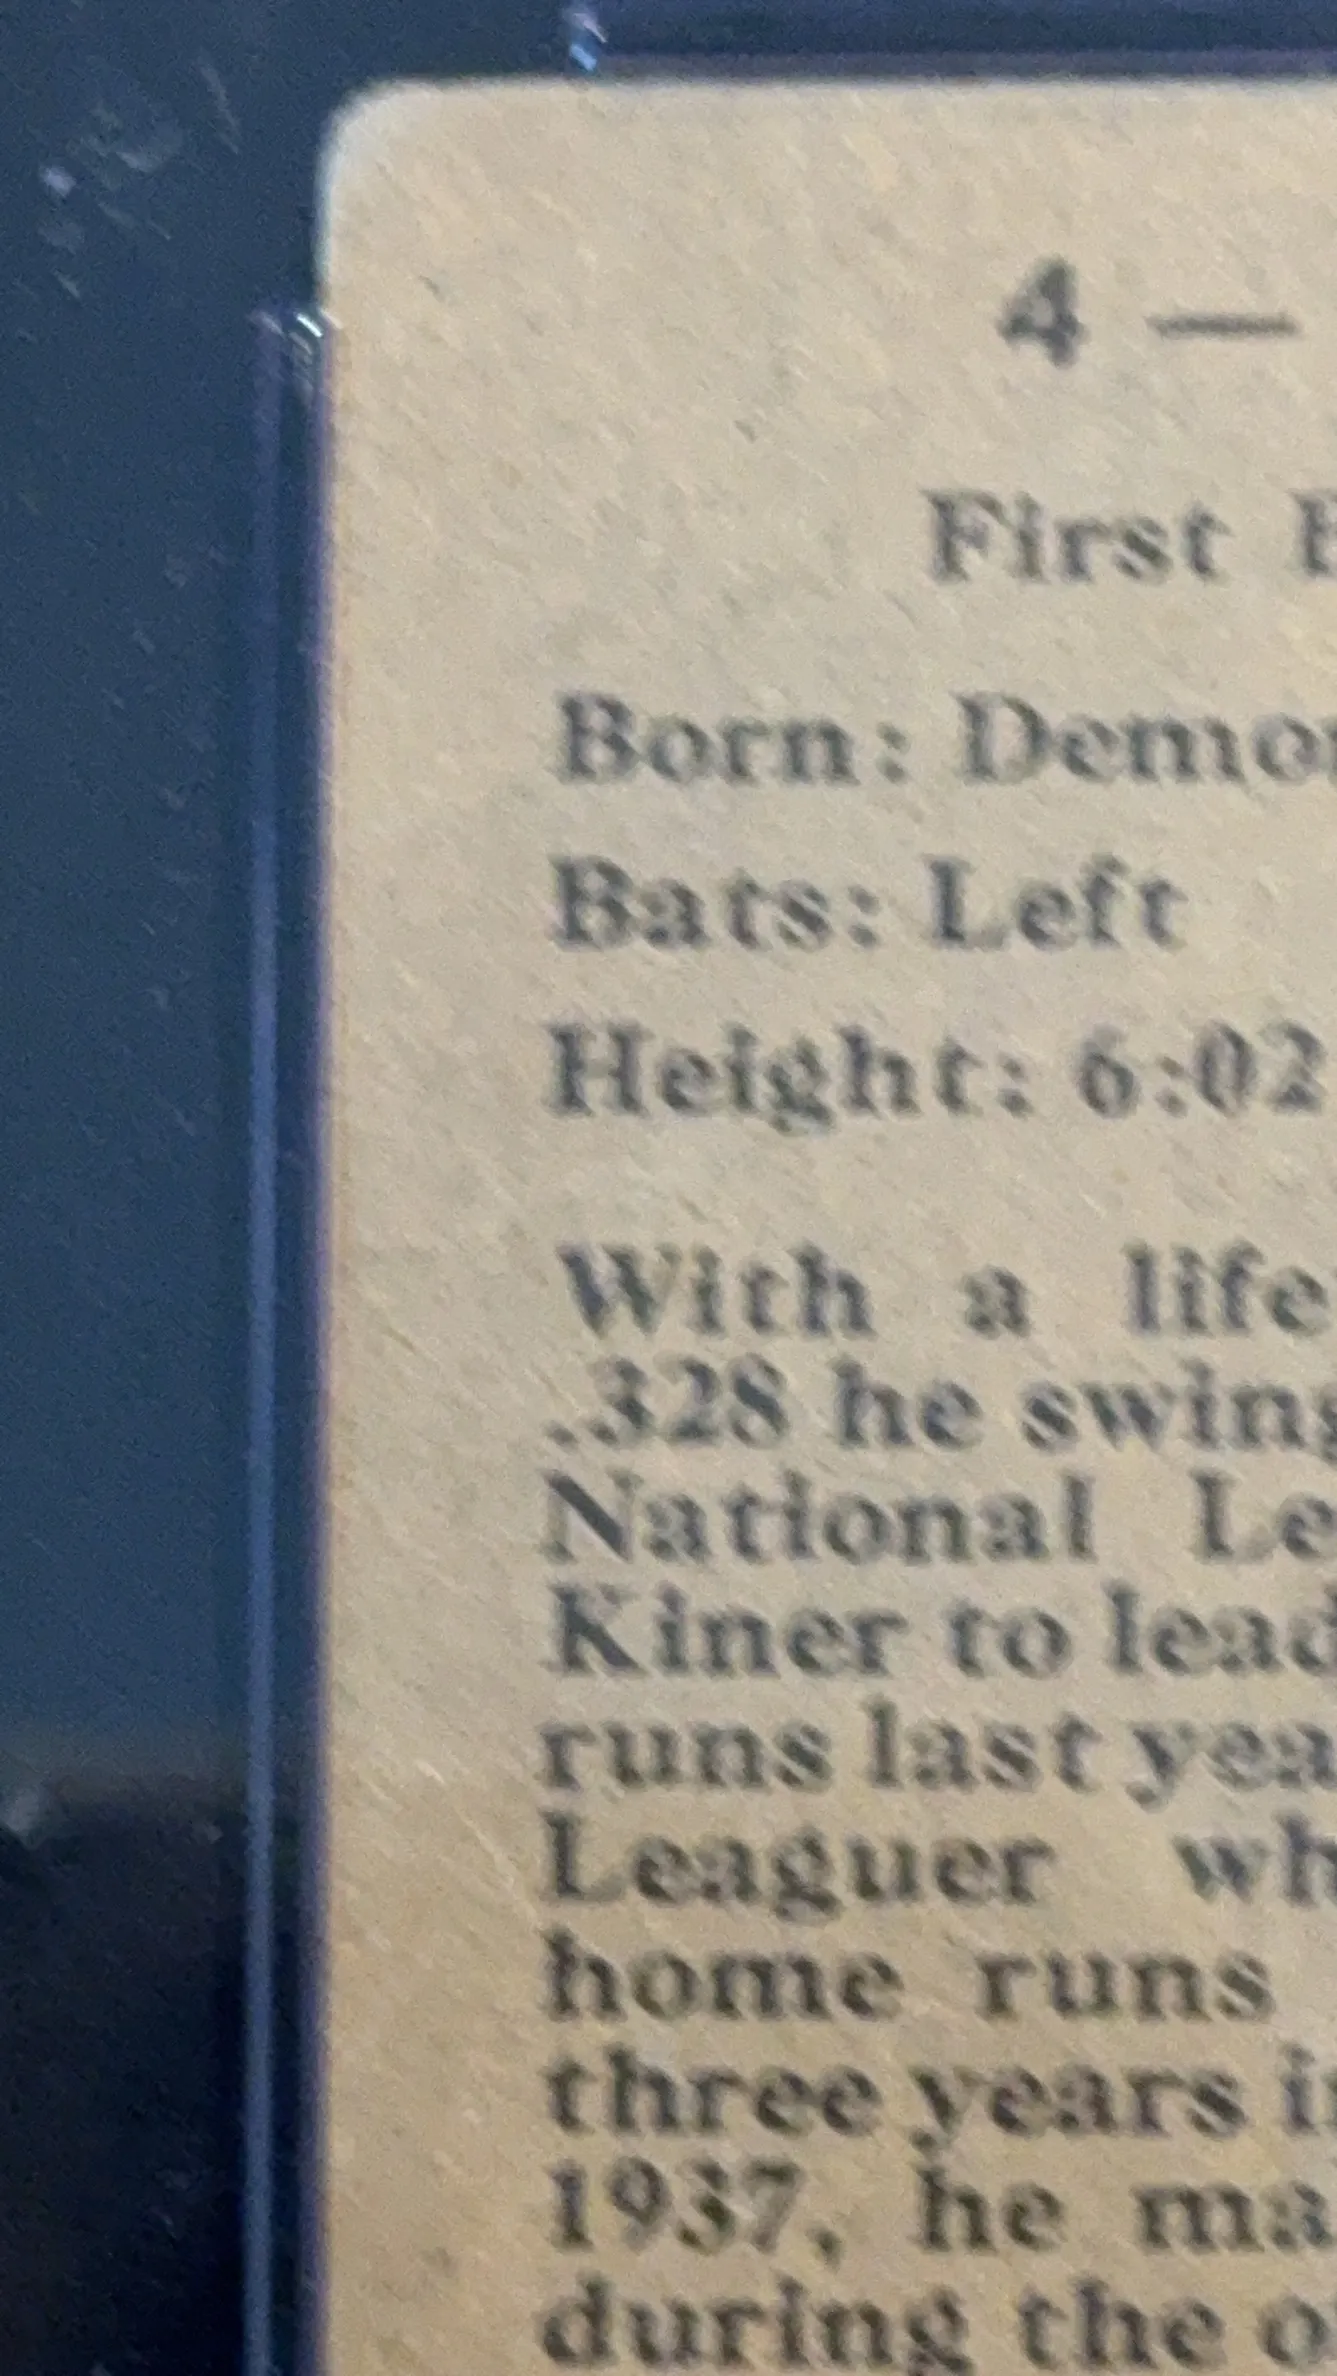 4 —
First
Born: Demo
Bats: Left
Height: 6:02
With a life
.328 he swing
National Le
Kiner to lead
runs last yea
Leaguer wh
home runs
three years i
1937, he ma
during the o